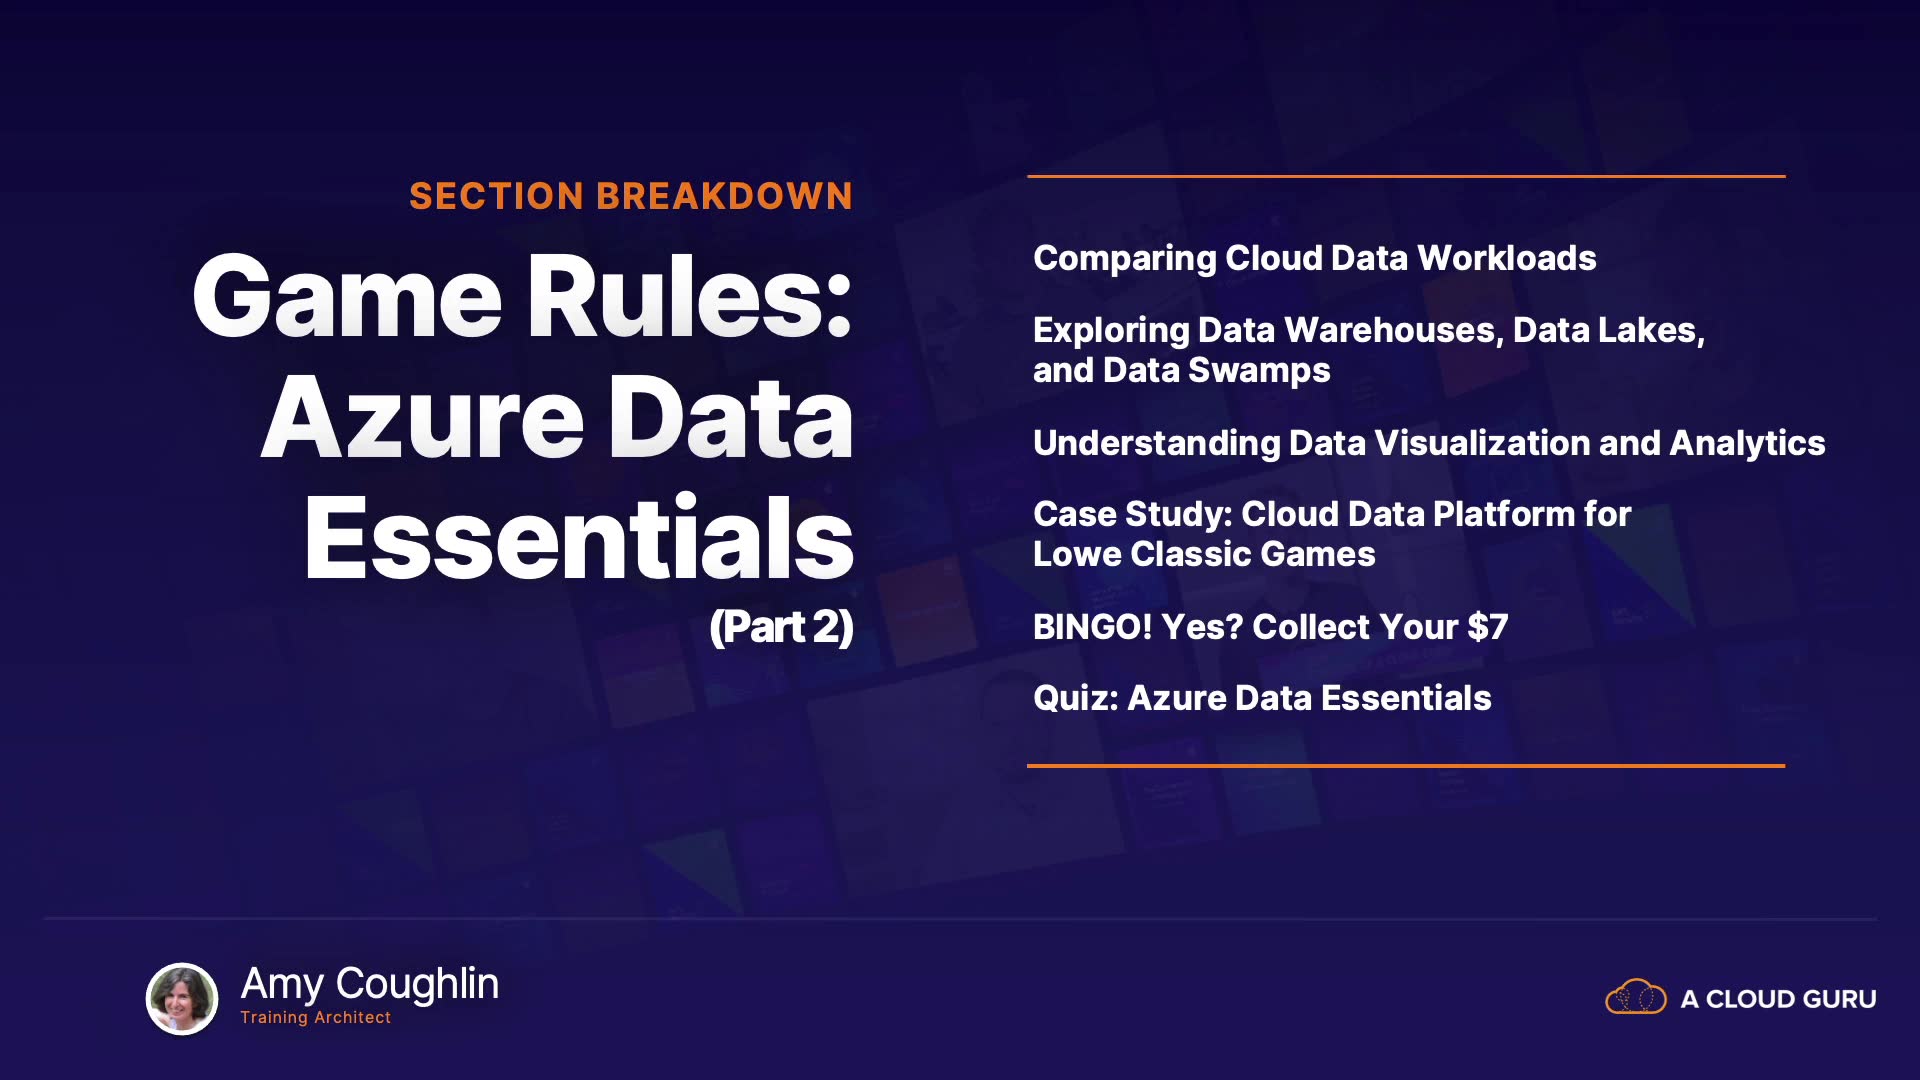 SECTION BREAKDOWN
Game Rules:
Azure Data
Essentials
(Part 2)
Comparing Cloud Data Workloads
Exploring Data Warehouses, Data Lakes,
and Data Swamps
Understanding Data Visualization and Analytics
Case Study: Cloud Data Platform for
Lowe Classic Games
BINGO! Yes? Collect Your $7
Quiz: Azure Data Essentials
Amy Coughlin
Training Architect
A CLOUD GURU